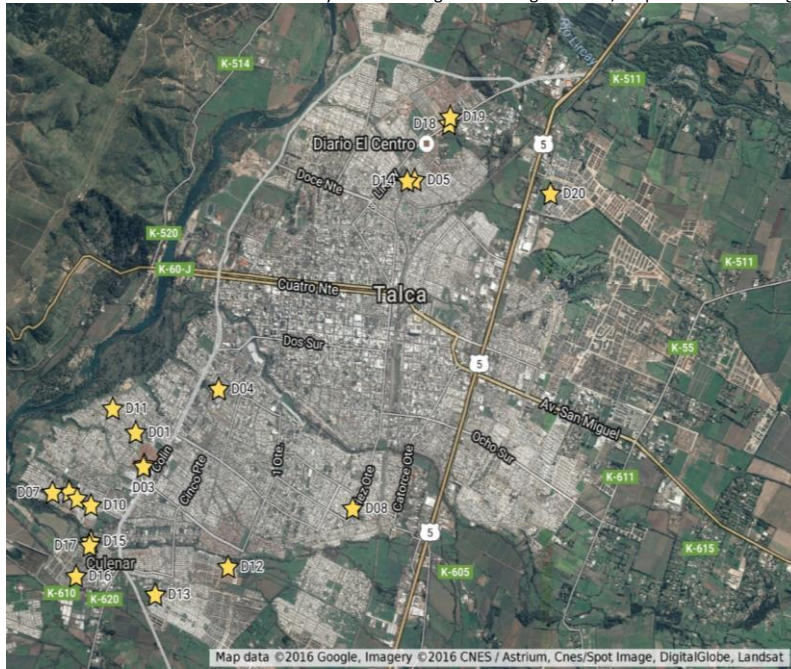 K-514
Río Lircay
K-511
D19
D18
Diario El Centro
5
Doce Nte
D14
D05
D20
K-520
K-60-J
K-511
Cuatro Nte
Talca
Dos Sur
K-55
5
D04
D11
Av. San Miguel
D01
Ocho Sur
Colín
1 Ote.
Cinco Pte
Catorce Ote
D03
K-611
D07
D10
D08
5
D15
D17
K-615
Culenar
D12
K-605
D16
K-610
K-620
D13
Map data ©2016 Google, Imagery ©2016 CNES / Astrium, Cnes/Spot Image, DigitalGlobe, Landsat